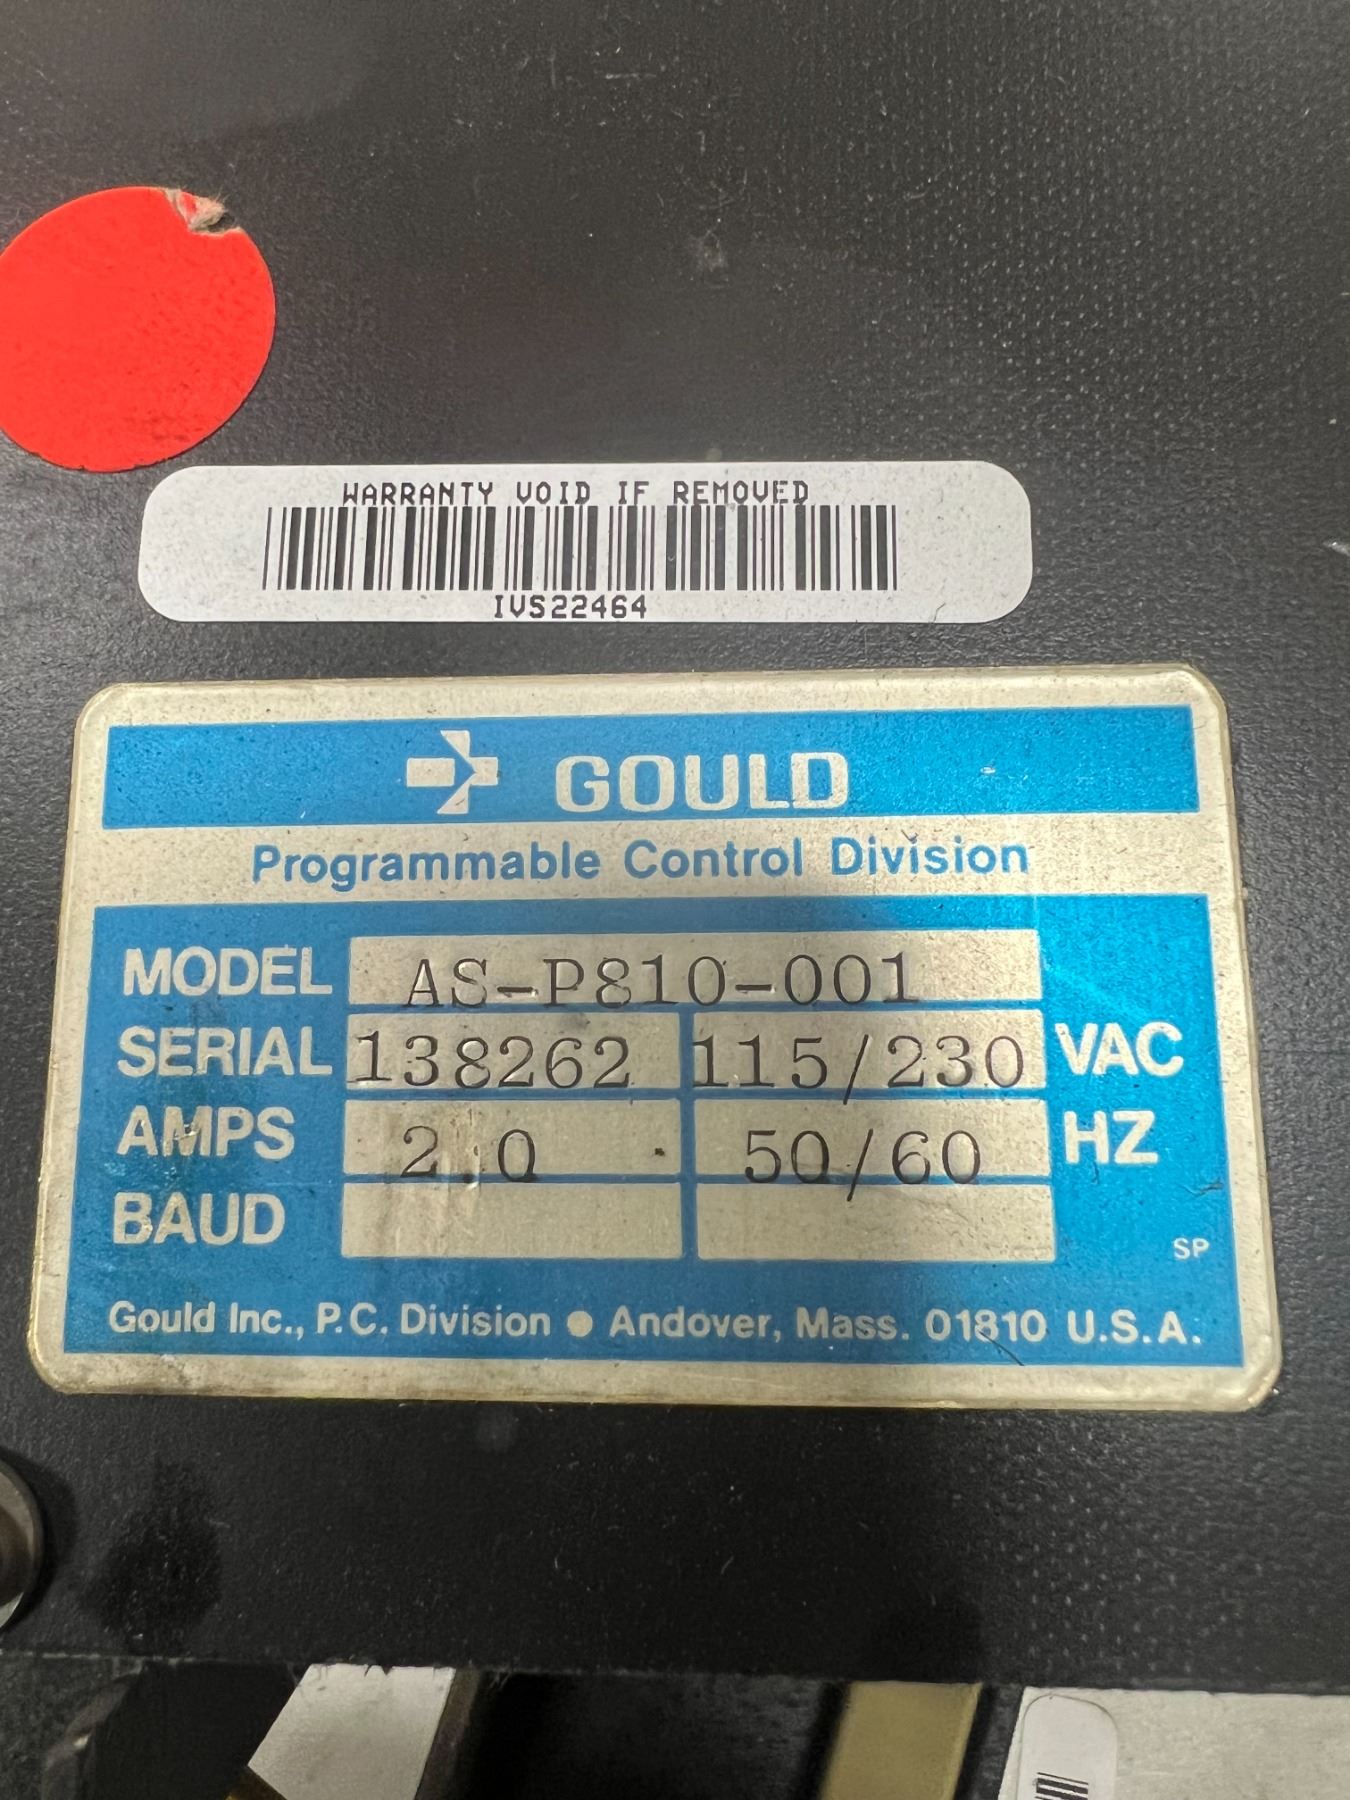 WARRANTY VOID IF REMOVED
IVS22464
GOULD
Programmable Control Division
MODEL AS-P810-001
SERIAL 138262 115/230 VAC
AMPS 2.0 50/60 HZ
BAUD
SP
Gould Inc., P.C. Division ● Andover, Mass. 01810 U.S.A.